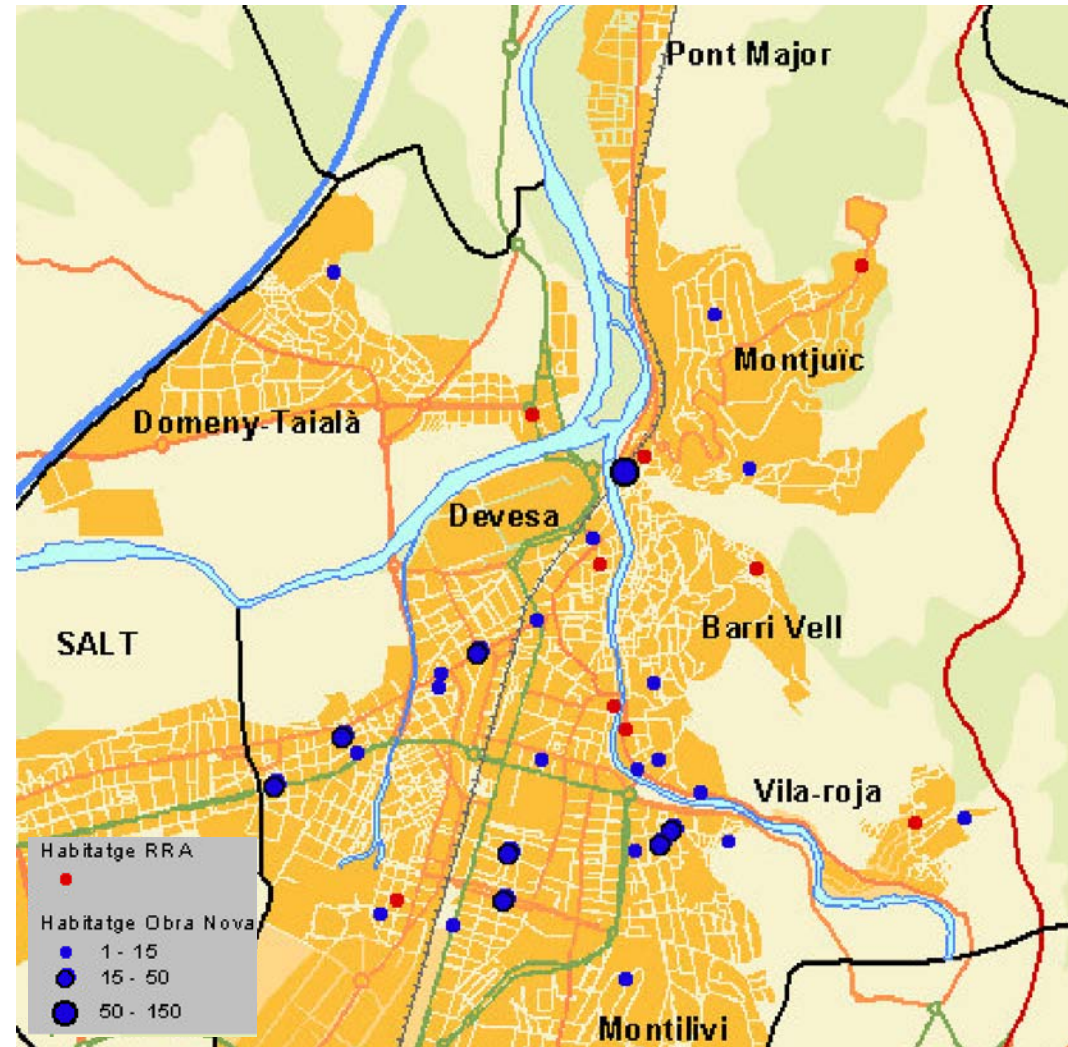 Pont Major
Montjuïc
Domeny-Taialà
Devesa
Barri Vell
SALT
Vila-roja
Habitatge RRA
Habitatge Obra Nova
1 - 15
15 - 50
50 - 150
Montilivi